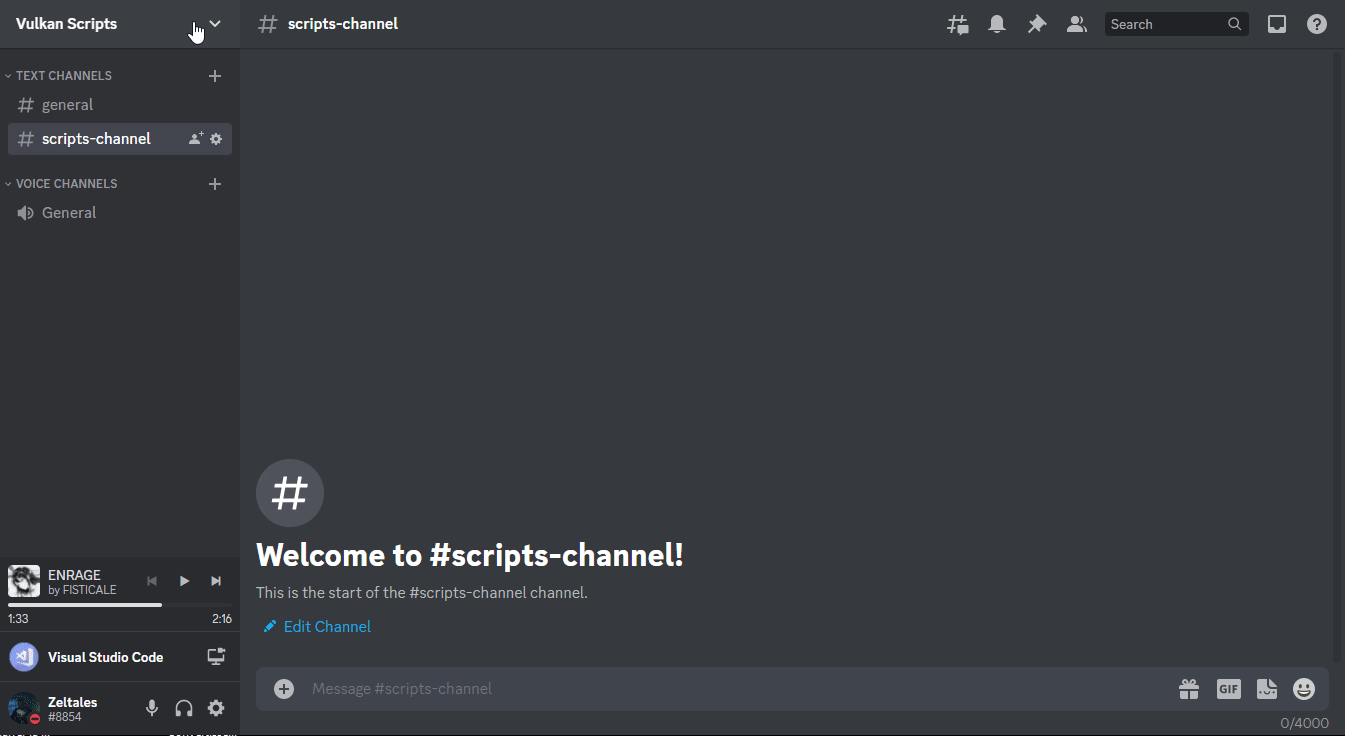 Vulkan Scripts
scripts-channel
Search
TEXT CHANNELS
general
scripts-channel
VOICE CHANNELS
General
Welcome to #scripts-channel!
This is the start of the #scripts-channel channel.
Edit Channel
ENRAGE
by FISTICALE
1:33 2:16
Visual Studio Code
Zeltales
#8854
Message #scripts-channel
GIF
0/4000